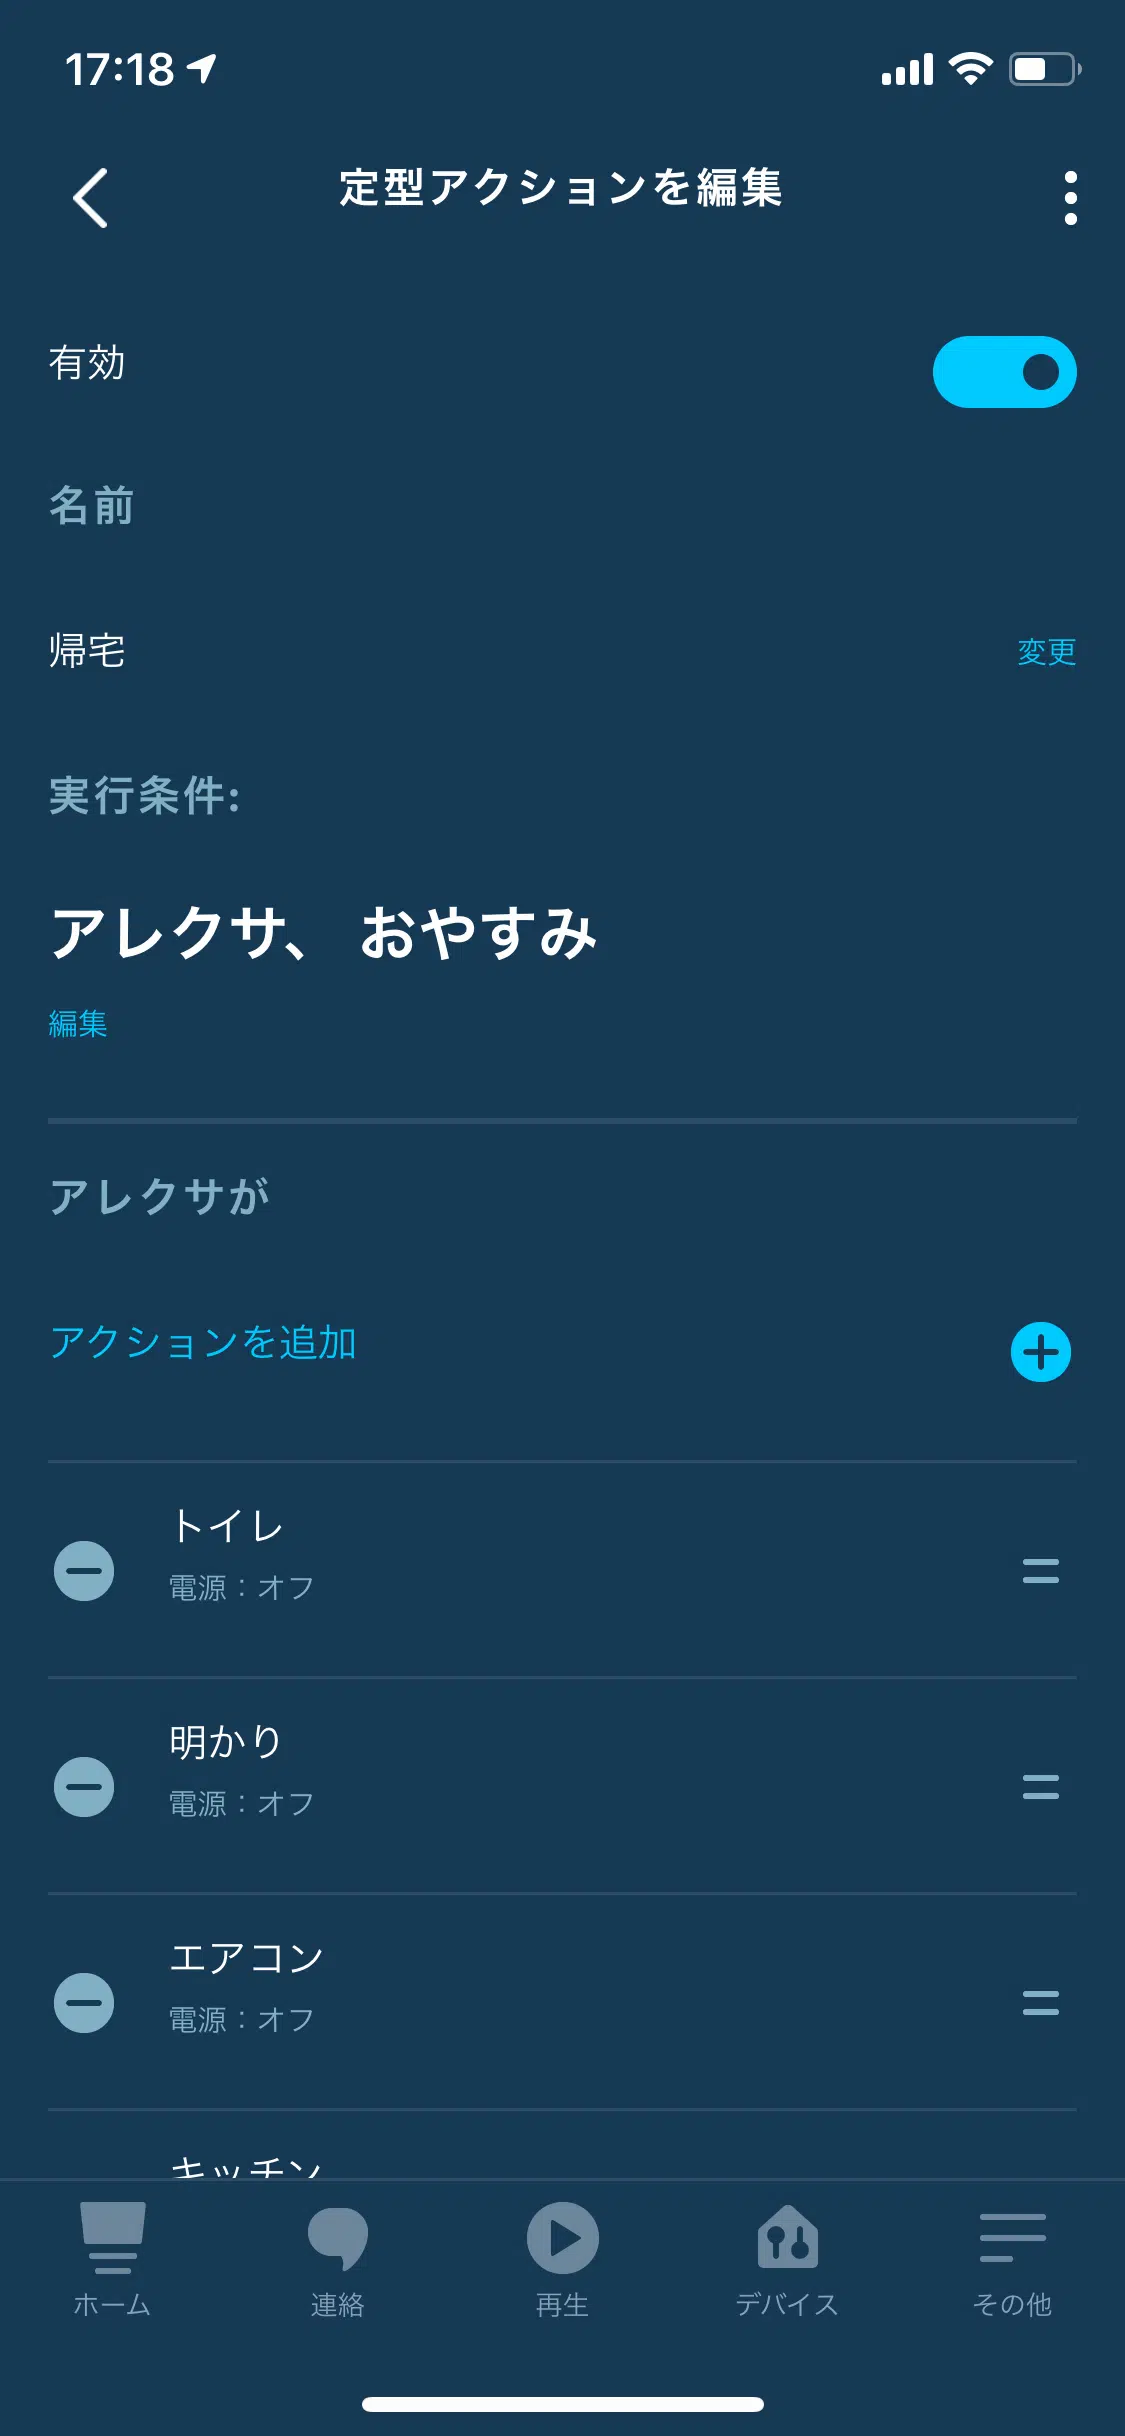 17:18
定型アクションを編集
有効
名前
帰宅
変更
実行条件:
アレクサ、 おやすみ
編集
アレクサが
アクションを追加
トイレ
電源：オフ
明かり
電源：オフ
エアコン
電源：オフ
キッチン
ホーム
連絡
再生
デバイス
その他